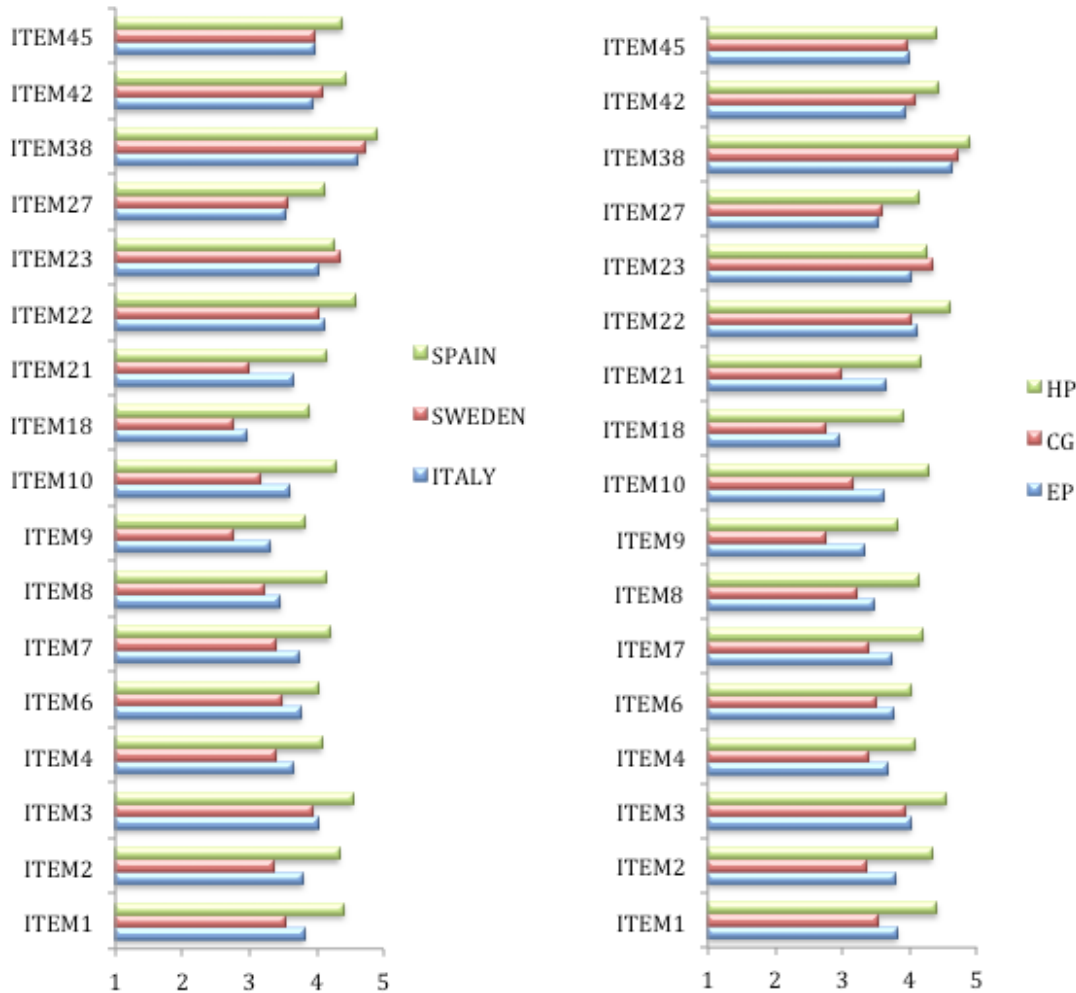 ITEM45
ITEM42
ITEM38
ITEM27
ITEM23
ITEM22
ITEM21
ITEM18
ITEM10
ITEM9
ITEM8
ITEM7
ITEM6
ITEM4
ITEM3
ITEM2
ITEM1
1 2 3 4 5
SPAIN
SWEDEN
ITALY
ITEM45
ITEM42
ITEM38
ITEM27
ITEM23
ITEM22
ITEM21
ITEM18
ITEM10
ITEM9
ITEM8
ITEM7
ITEM6
ITEM4
ITEM3
ITEM2
ITEM1
1 2 3 4 5
HP
CG
EP